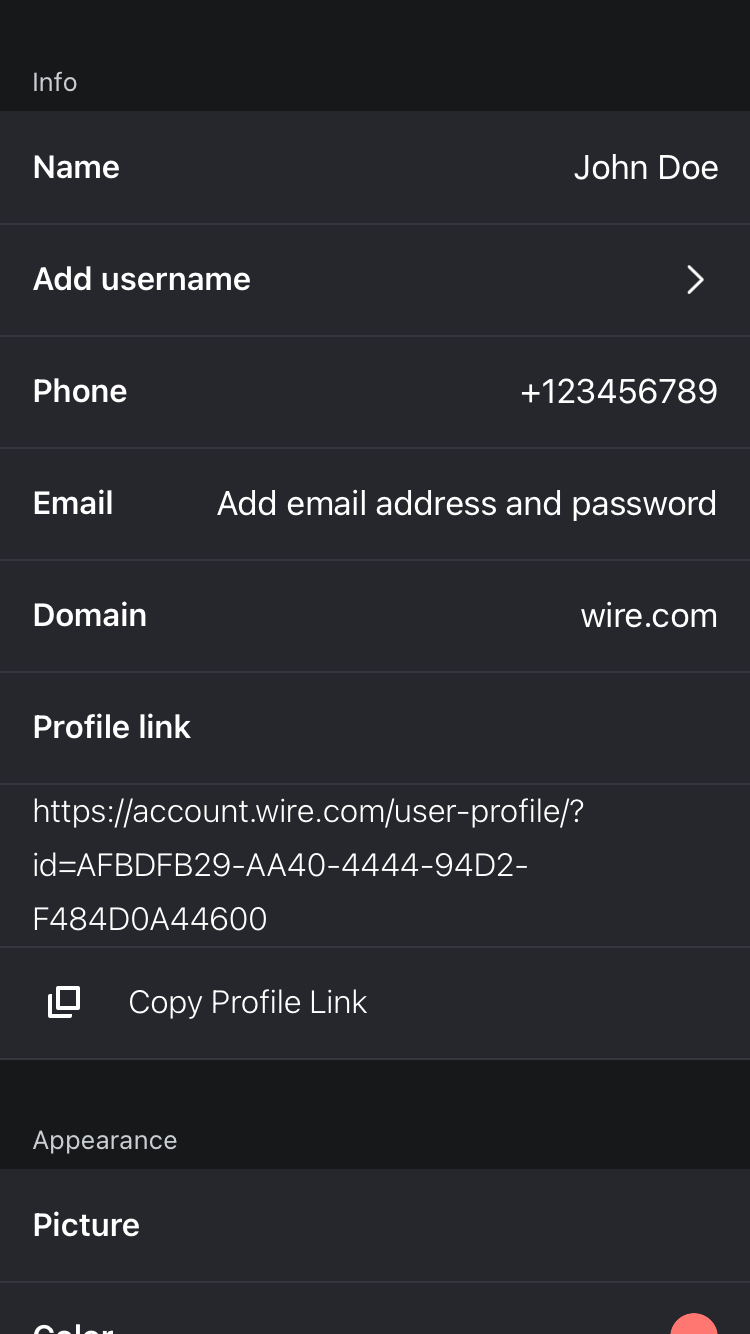 Info
Name John Doe
Add username
Phone +123456789
Email Add email address and password
Domain wire.com
Profile link
https://account.wire.com/user-profile/?
id=AFBDFB29-AA40-4444-94D2-
F484D0A44600
Copy Profile Link
Appearance
Picture
Color